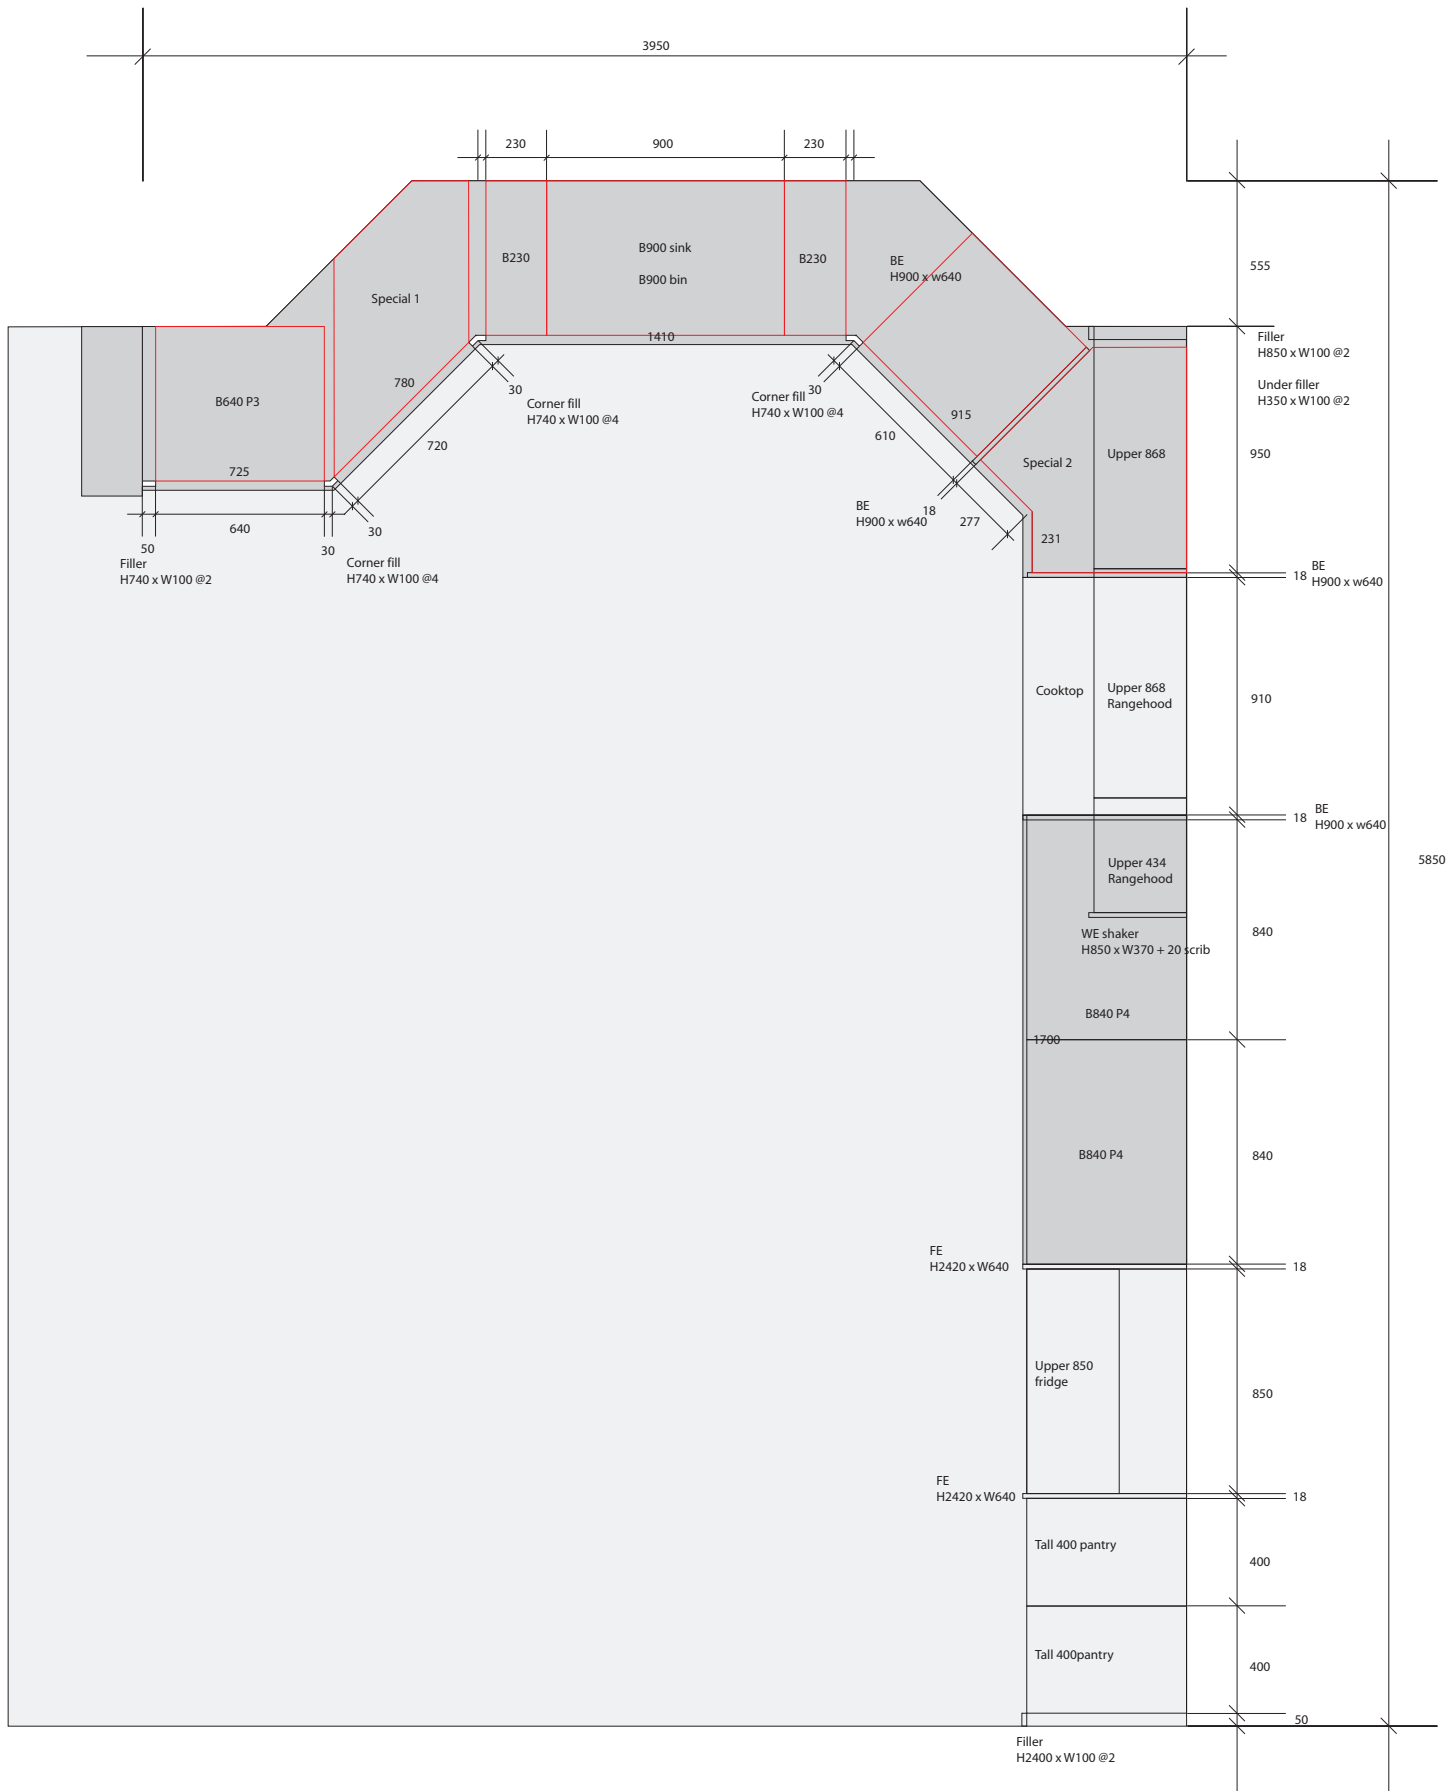 3950
230
900
230
B230
B900 sink
B900 bin
B230
BE
H900 x w640
555
Special 1
1410
Filler
H850 x W100 @2
Under filler
H350 x W100 @2
B640 P3
780
30
Corner fill
H740 x W100 @4
Corner fill
H740 x W100 @4
30
720
915
610
Special 2
Upper 868
950
725
640
50
Filler
H740 x W100 @2
30
30
Corner fill
H740 x W100 @4
BE
H900 x w640
18
277
231
18
BE
H900 x w640
Cooktop
Upper 868
Rangehood
910
18
BE
H900 x w640
Upper 434
Rangehood
5850
WE shaker
H850 x W370 + 20 scrib
840
B840 P4
1700
B840 P4
840
FE
H2420 x W640
18
Upper 850
fridge
850
FE
H2420 x W640
18
Tall 400 pantry
400
Tall 400pantry
400
50
Filler
H2400 x W100 @2